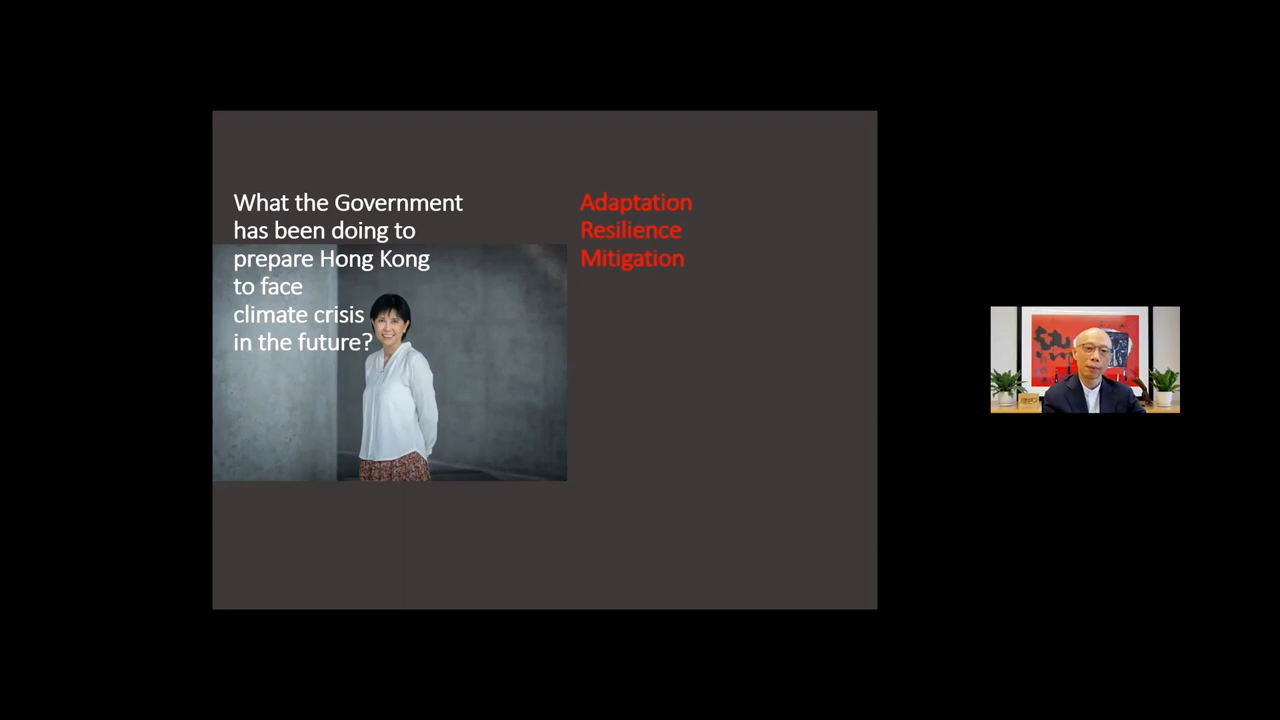 What the Government
has been doing to
prepare Hong Kong
to face
climate crisis
in the future?
Adaptation
Resilience
Mitigation